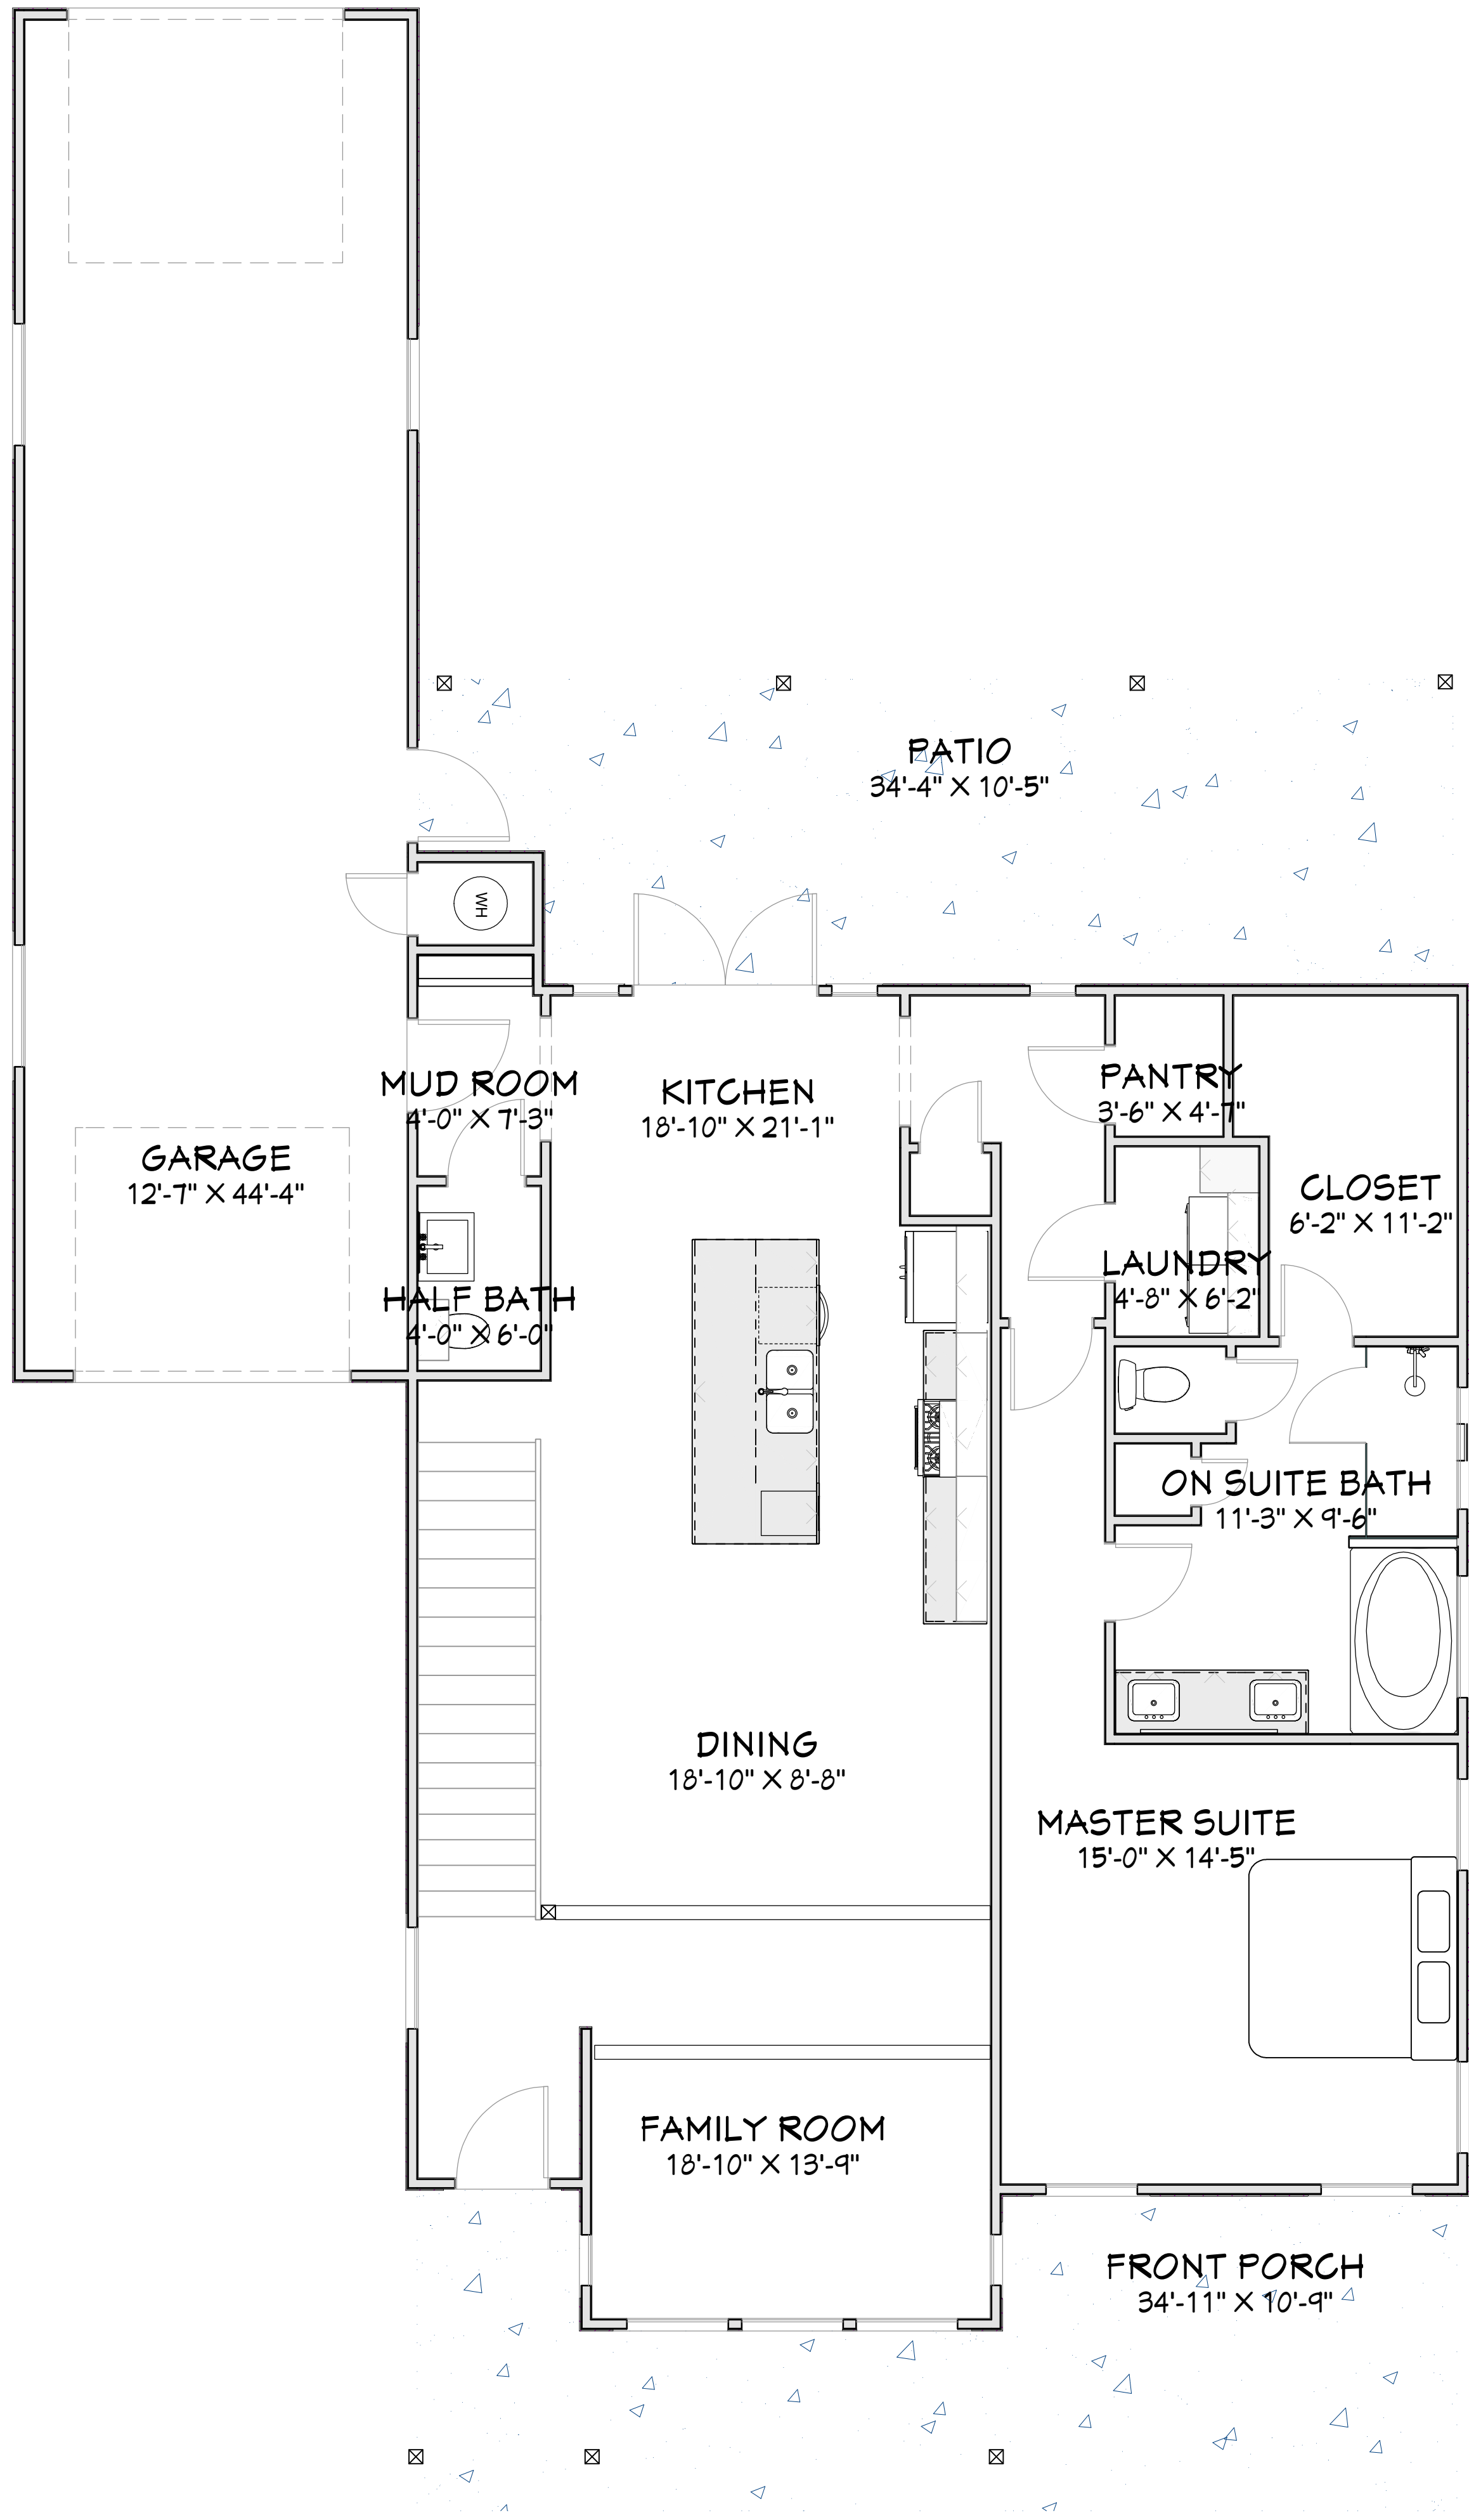 PATIO
34'-4" X 10'-5"
WH
MUD ROOM
4'-0" X 7'-3"
KITCHEN
18'-10" X 21'-1"
PANTRY
3'-6" X 4'-7"
GARAGE
12'-7" X 44'-4"
CLOSET
6'-2" X 11'-2"
LAUNDRY
4'-8" X 6'-2"
HALF BATH
4'-0" X 6'-0"
ON SUITE BATH
11'-3" X 9'-6"
DINING
18'-10" X 8'-8"
MASTER SUITE
15'-0" X 14'-5"
FAMILY ROOM
18'-10" X 13'-9"
FRONT PORCH
34'-11" X 10'-9"